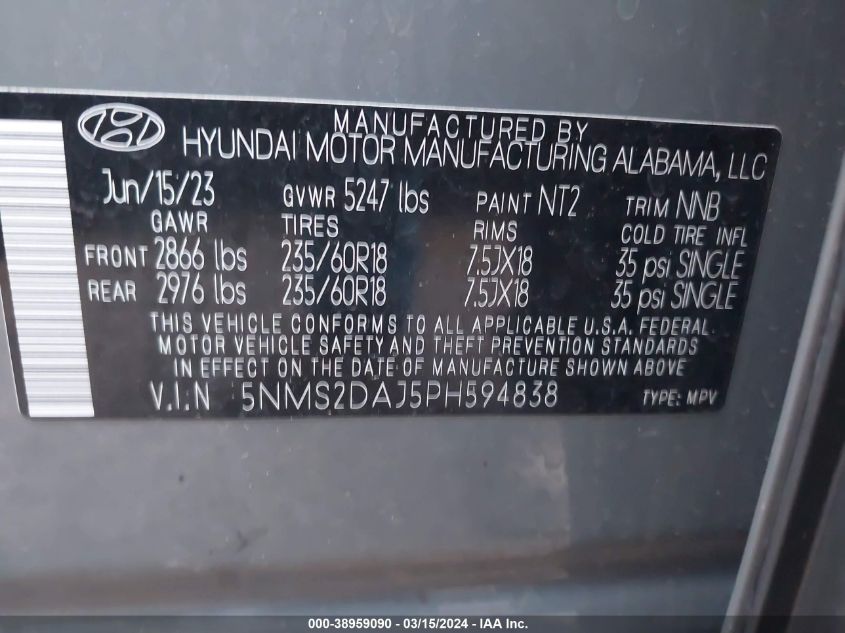 MANUFACTURED BY
HYUNDAI MOTOR MANUFACTURING ALABAMA, LLC
Jun/15/23 GVWR 5247 lbs PAINT NT2 TRIM NNB
GAWR TIRES RIMS COLD TIRE INFL
FRONT 2866 lbs 235/60R18 7.5JX18 35 psi SINGLE
REAR 2976 lbs 235/60R18 7.5JX18 35 psi SINGLE
THIS VEHICLE CONFORMS TO ALL APPLICABLE U.S.A. FEDERAL
MOTOR VEHICLE SAFETY AND THEFT PREVENTION STANDARDS
IN EFFECT ON THE DATE OF MANUFACTURE SHOWN ABOVE
V.I.N 5NMS2DAJ5PH594838 TYPE: MPV
000-38959090 - 03/15/2024 - IAA Inc.